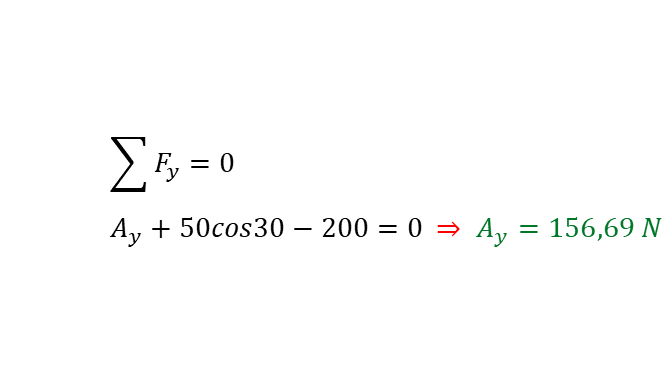 ∑ F_y = 0
A_y + 50cos30 − 200 = 0 ⇒ A_y = 156,69 N